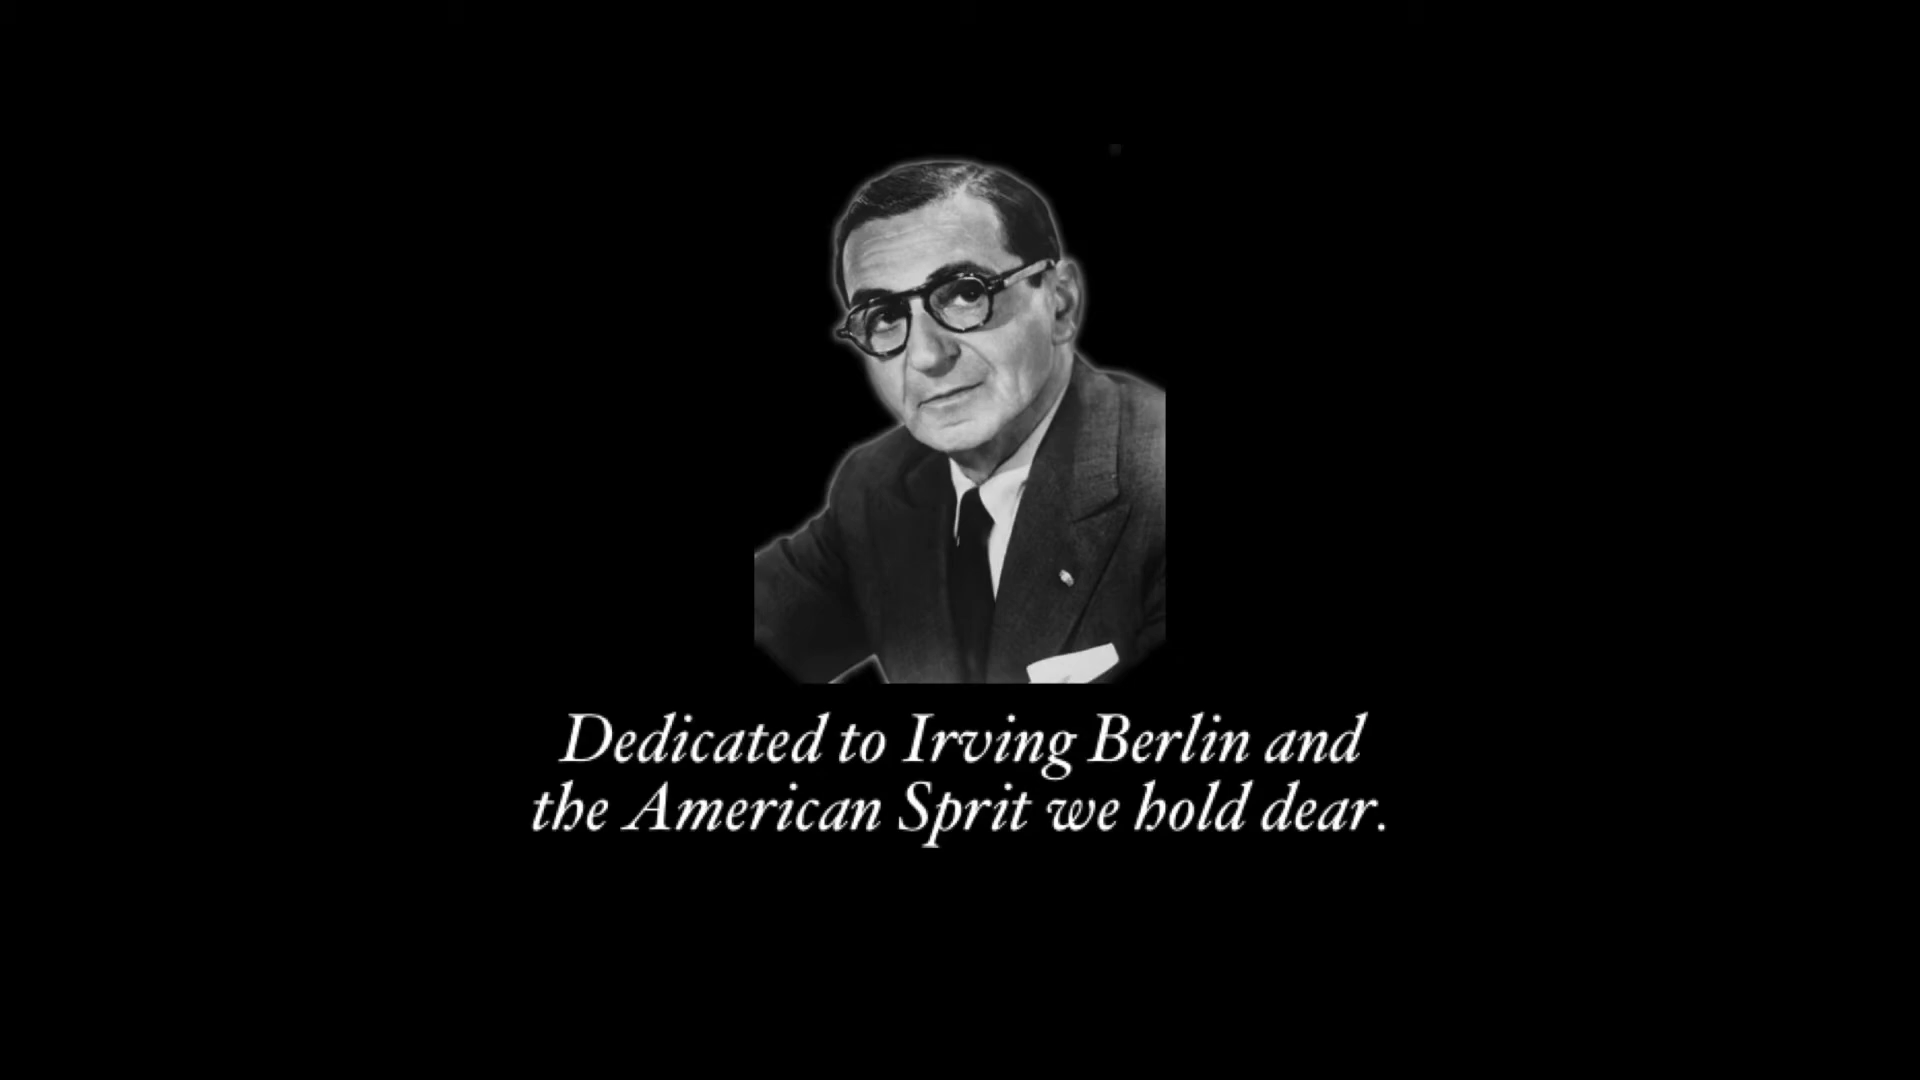 Dedicated to Irving Berlin and
the American Sprit we hold dear.